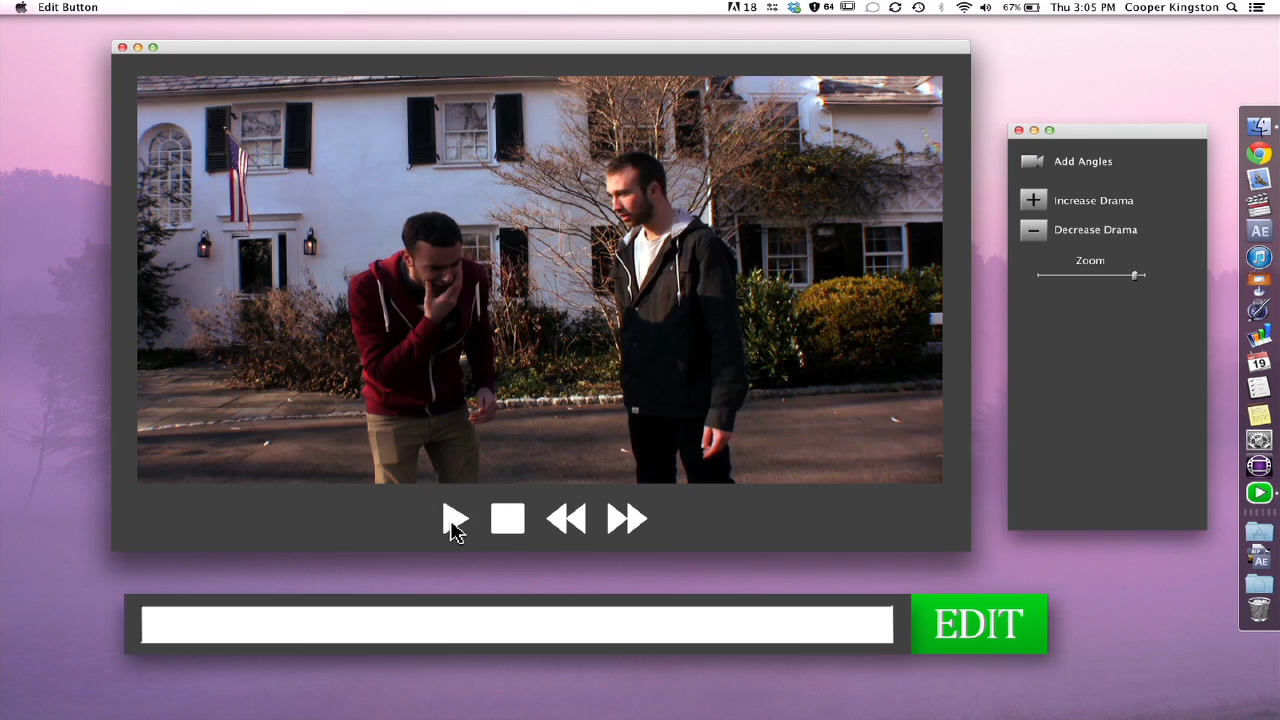 Edit Button
18
64
67%
Thu 3:05 PM
Cooper Kingston
Add Angles
Increase Drama
Decrease Drama
Zoom
EDIT
AE
19
AE